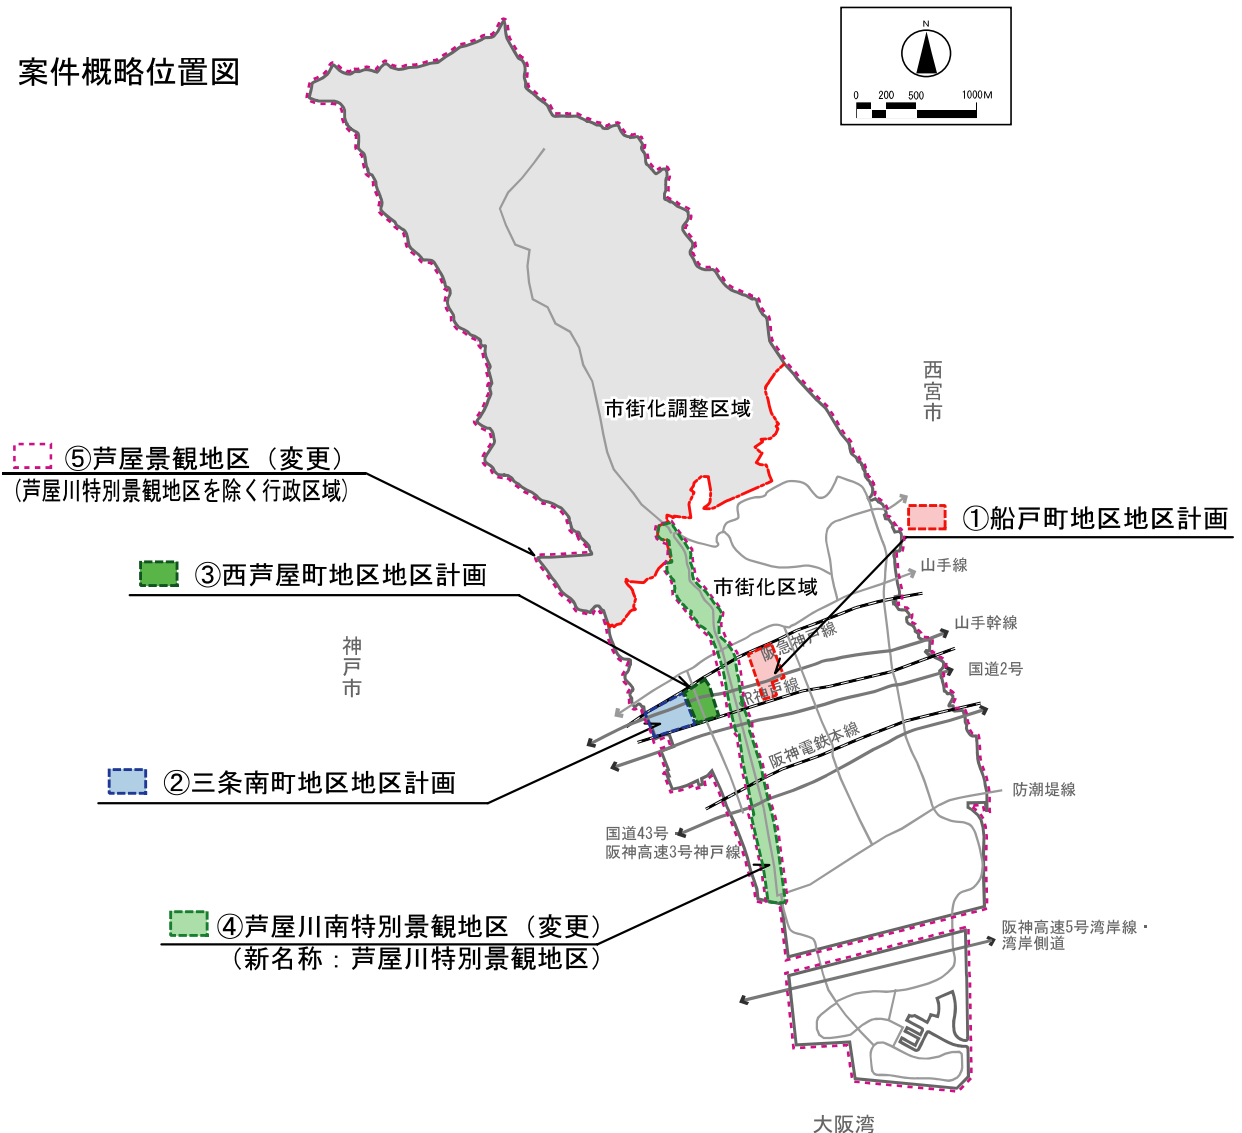 案件概略位置図
N
0 200 500 1000M
西宮市
市街化調整区域
⑤芦屋景観地区（変更）
(芦屋川特別景観地区を除く行政区域)
①船戸町地区地区計画
③西芦屋町地区地区計画
市街化区域
山手線
神戸市
阪急神戸線
山手幹線
国道2号
JR神戸線
阪神電鉄本線
②三条南町地区地区計画
防潮堤線
国道43号
阪神高速3号神戸線
④芦屋川南特別景観地区（変更）
（新名称：芦屋川特別景観地区）
阪神高速5号湾岸線・
湾岸側道
大阪湾